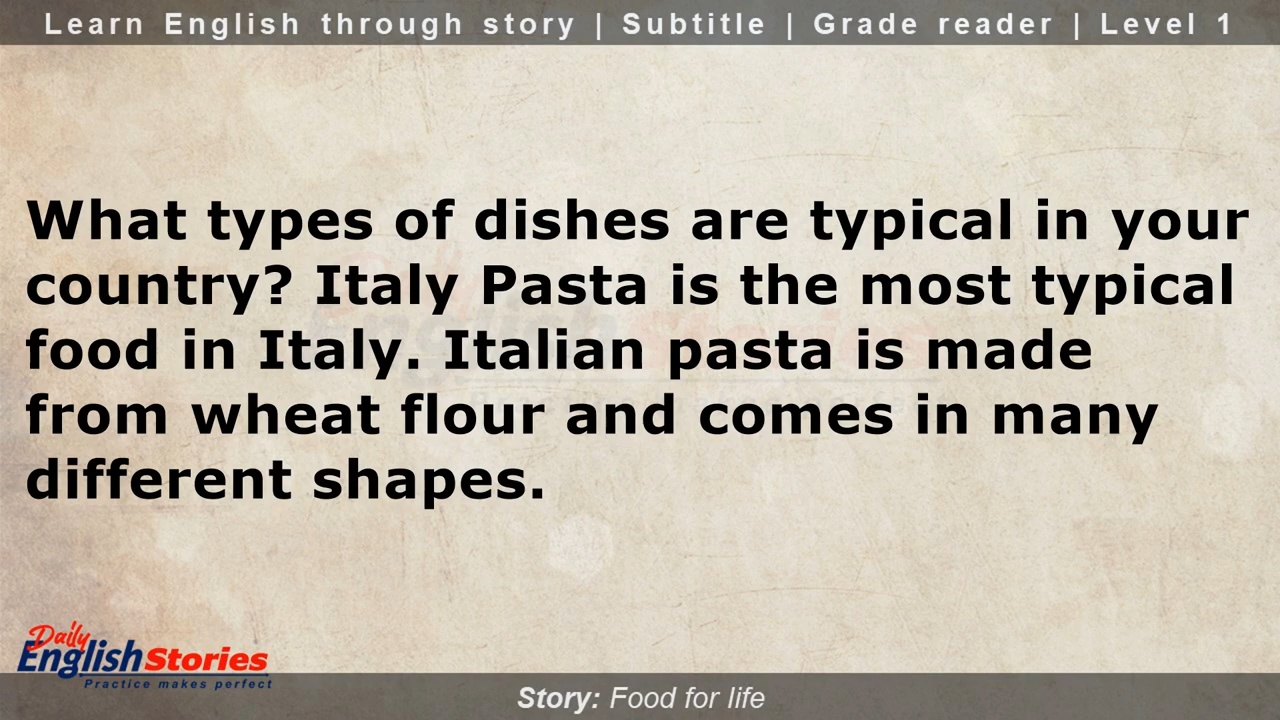 Learn English through story | Subtitle | Grade reader | Level 1
What types of dishes are typical in your
country? Italy Pasta is the most typical
food in Italy. Italian pasta is made
from wheat flour and comes in many
different shapes.
Daily
English Stories
Practice makes perfect
Story: Food for life